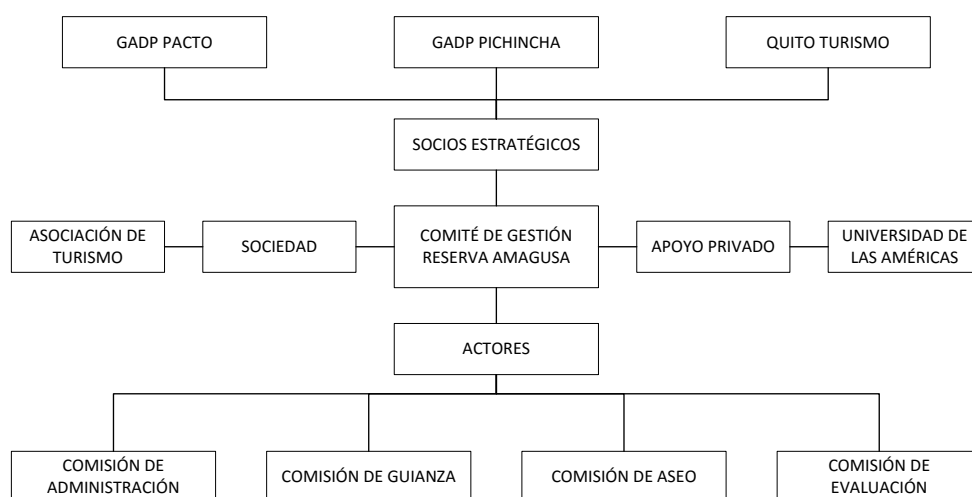 GADP PACTO
GADP PICHINCHA
QUITO TURISMO
SOCIOS ESTRATÉGICOS
ASOCIACIÓN DE
TURISMO
SOCIEDAD
COMITÉ DE GESTIÓN
RESERVA AMAGUSA
APOYO PRIVADO
UNIVERSIDAD DE
LAS AMÉRICAS
ACTORES
COMISIÓN DE
ADMINISTRACIÓN
COMISIÓN DE GUIANZA
COMISIÓN DE ASEO
COMISIÓN DE
EVALUACIÓN